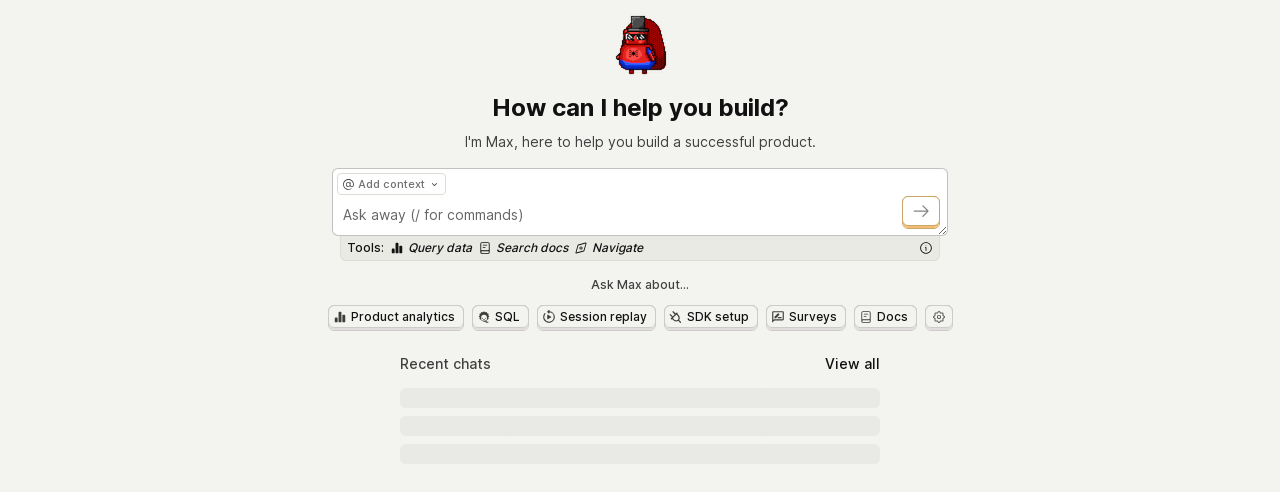 How can I help you build?
I'm Max, here to help you build a successful product.
@ Add context
Ask away (/ for commands)
Tools: Query data Search docs Navigate
Ask Max about...
Product analytics SQL Session replay SDK setup Surveys Docs
Recent chats View all